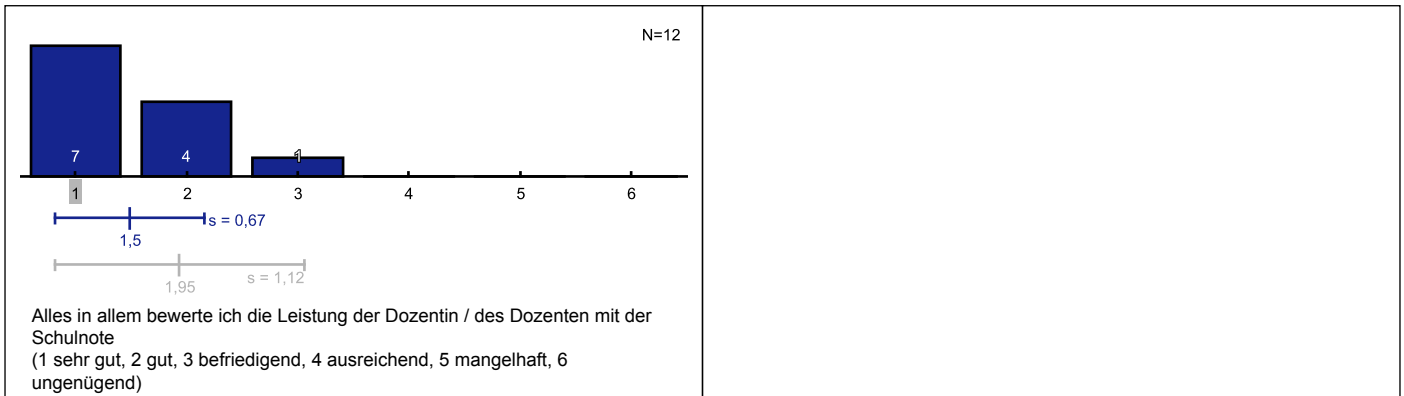 N=12
7
4
1
1
2
3
4
5
6
s = 0,67
1,5
s = 1,12
1,95
Alles in allem bewerte ich die Leistung der Dozentin / des Dozenten mit der
Schulnote
(1 sehr gut, 2 gut, 3 befriedigend, 4 ausreichend, 5 mangelhaft, 6
ungenügend)